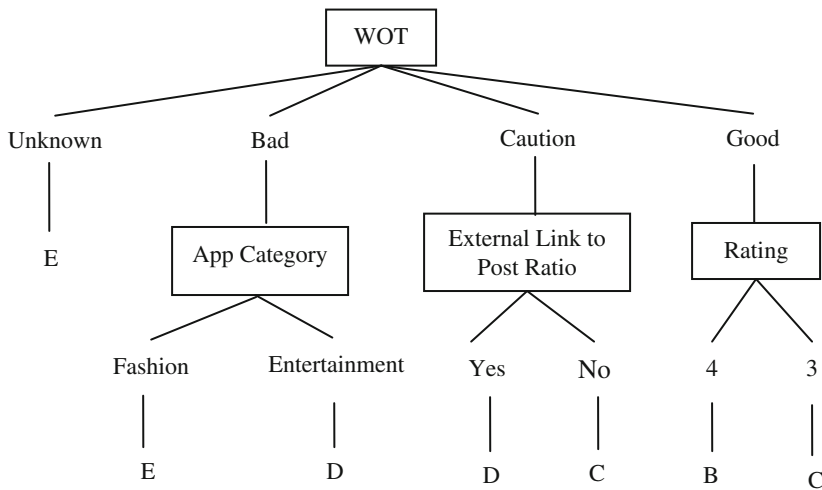 WOT
Unknown Bad Caution Good
E
App Category
External Link to
Post Ratio
Rating
Fashion Entertainment Yes No 4 3
E D D C B C